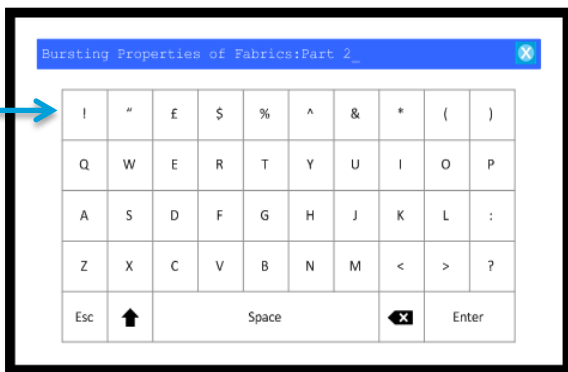 Bursting Properties of Fabrics:Part 2_
! " £ $ % ^ & * ( )
Q W E R T Y U I O P
A S D F G H J K L :
Z X C V B N M < > ?
Esc Space Enter